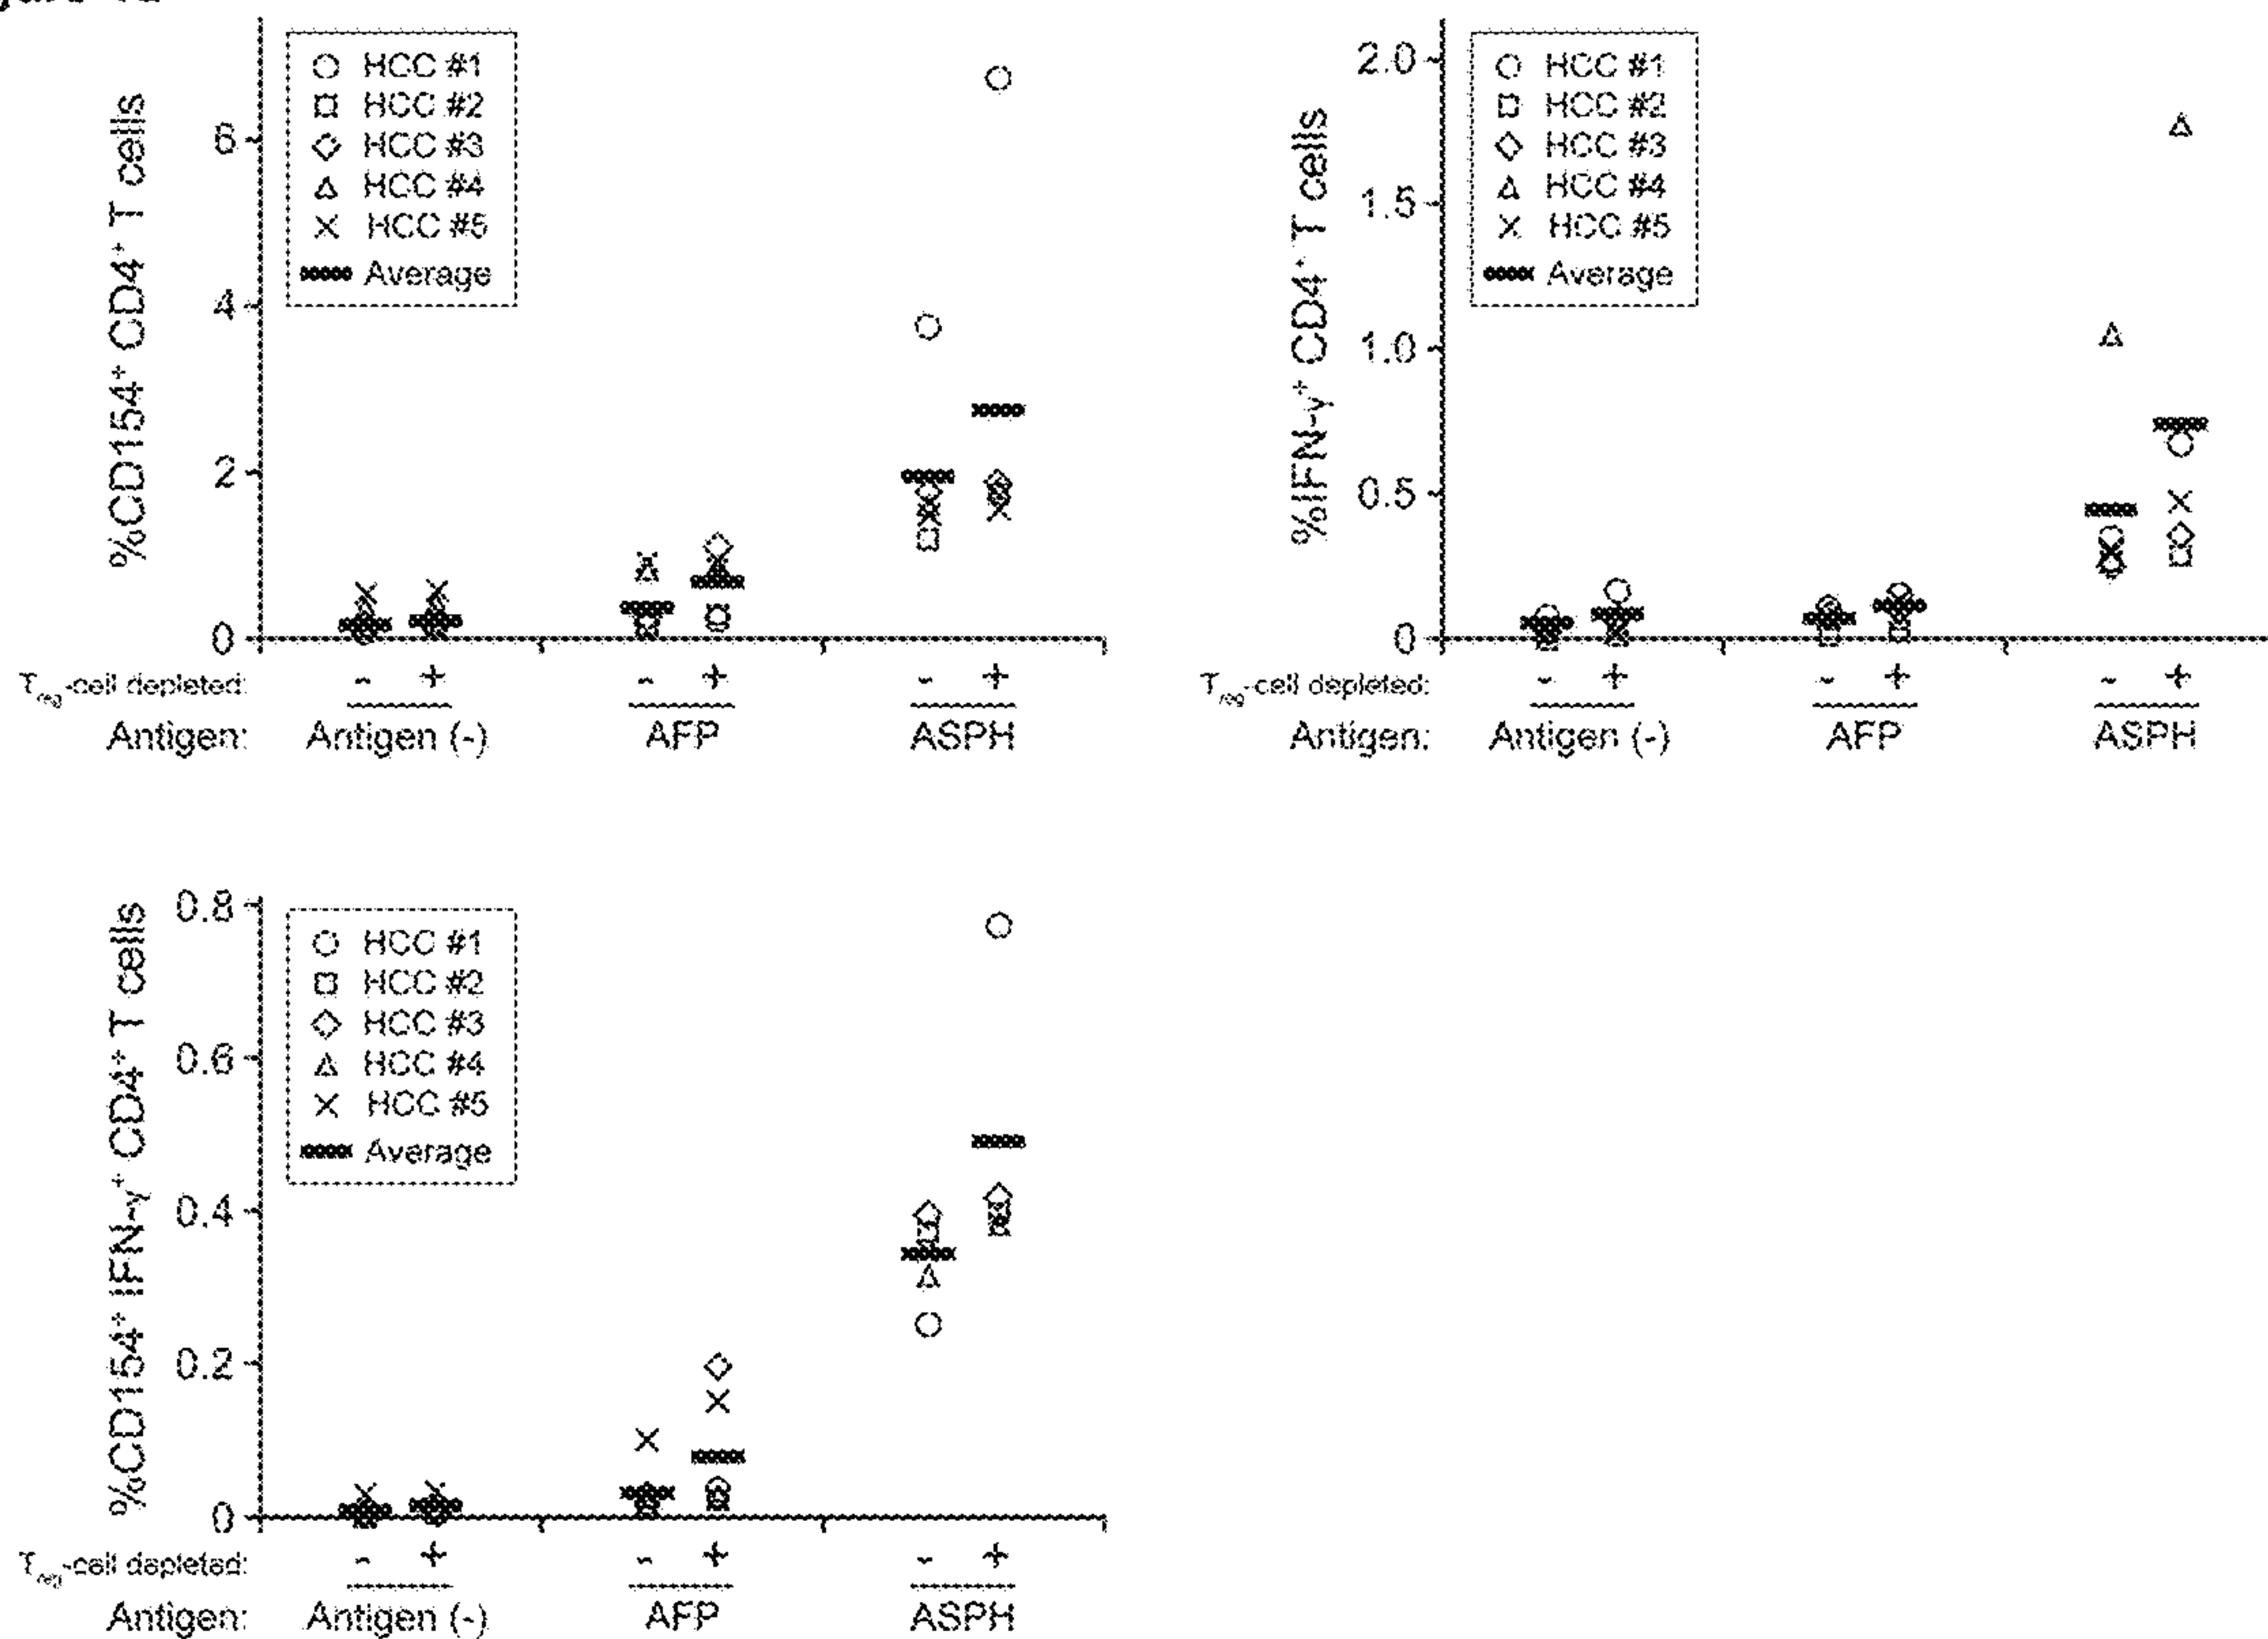 %CD154⁺ CD4⁺ T cells
6
4
2
0
HCC #1
HCC #2
HCC #3
HCC #4
HCC #5
Average
Treg-cell depleted: - + - + - +
Antigen: Antigen (-) AFP ASPH
%IFN-γ⁺ CD4⁺ T cells
2.0
1.5
1.0
0.5
0
HCC #1
HCC #2
HCC #3
HCC #4
HCC #5
Average
Treg-cell depleted: - + - + - +
Antigen: Antigen (-) AFP ASPH
%CD154⁺ IFN-γ⁺ CD4⁺ T cells
0.8
0.6
0.4
0.2
0
HCC #1
HCC #2
HCC #3
HCC #4
HCC #5
Average
Treg-cell depleted: - + - + - +
Antigen: Antigen (-) AFP ASPH